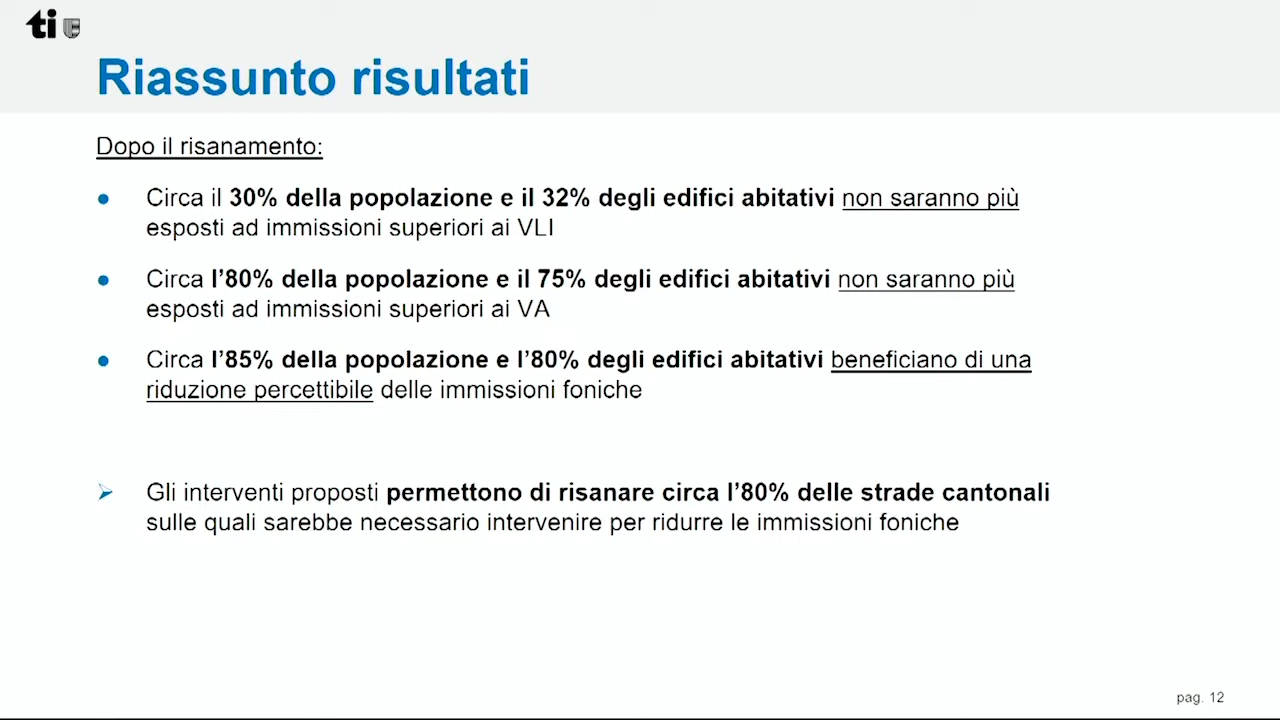 ti
Riassunto risultati
Dopo il risanamento:
● Circa il 30% della popolazione e il 32% degli edifici abitativi non saranno più
esposti ad immissioni superiori ai VLI
● Circa l’80% della popolazione e il 75% degli edifici abitativi non saranno più
esposti ad immissioni superiori ai VA
● Circa l’85% della popolazione e l’80% degli edifici abitativi beneficiano di una
riduzione percettibile delle immissioni foniche
➢ Gli interventi proposti permettono di risanare circa l’80% delle strade cantonali
sulle quali sarebbe necessario intervenire per ridurre le immissioni foniche
pag. 12